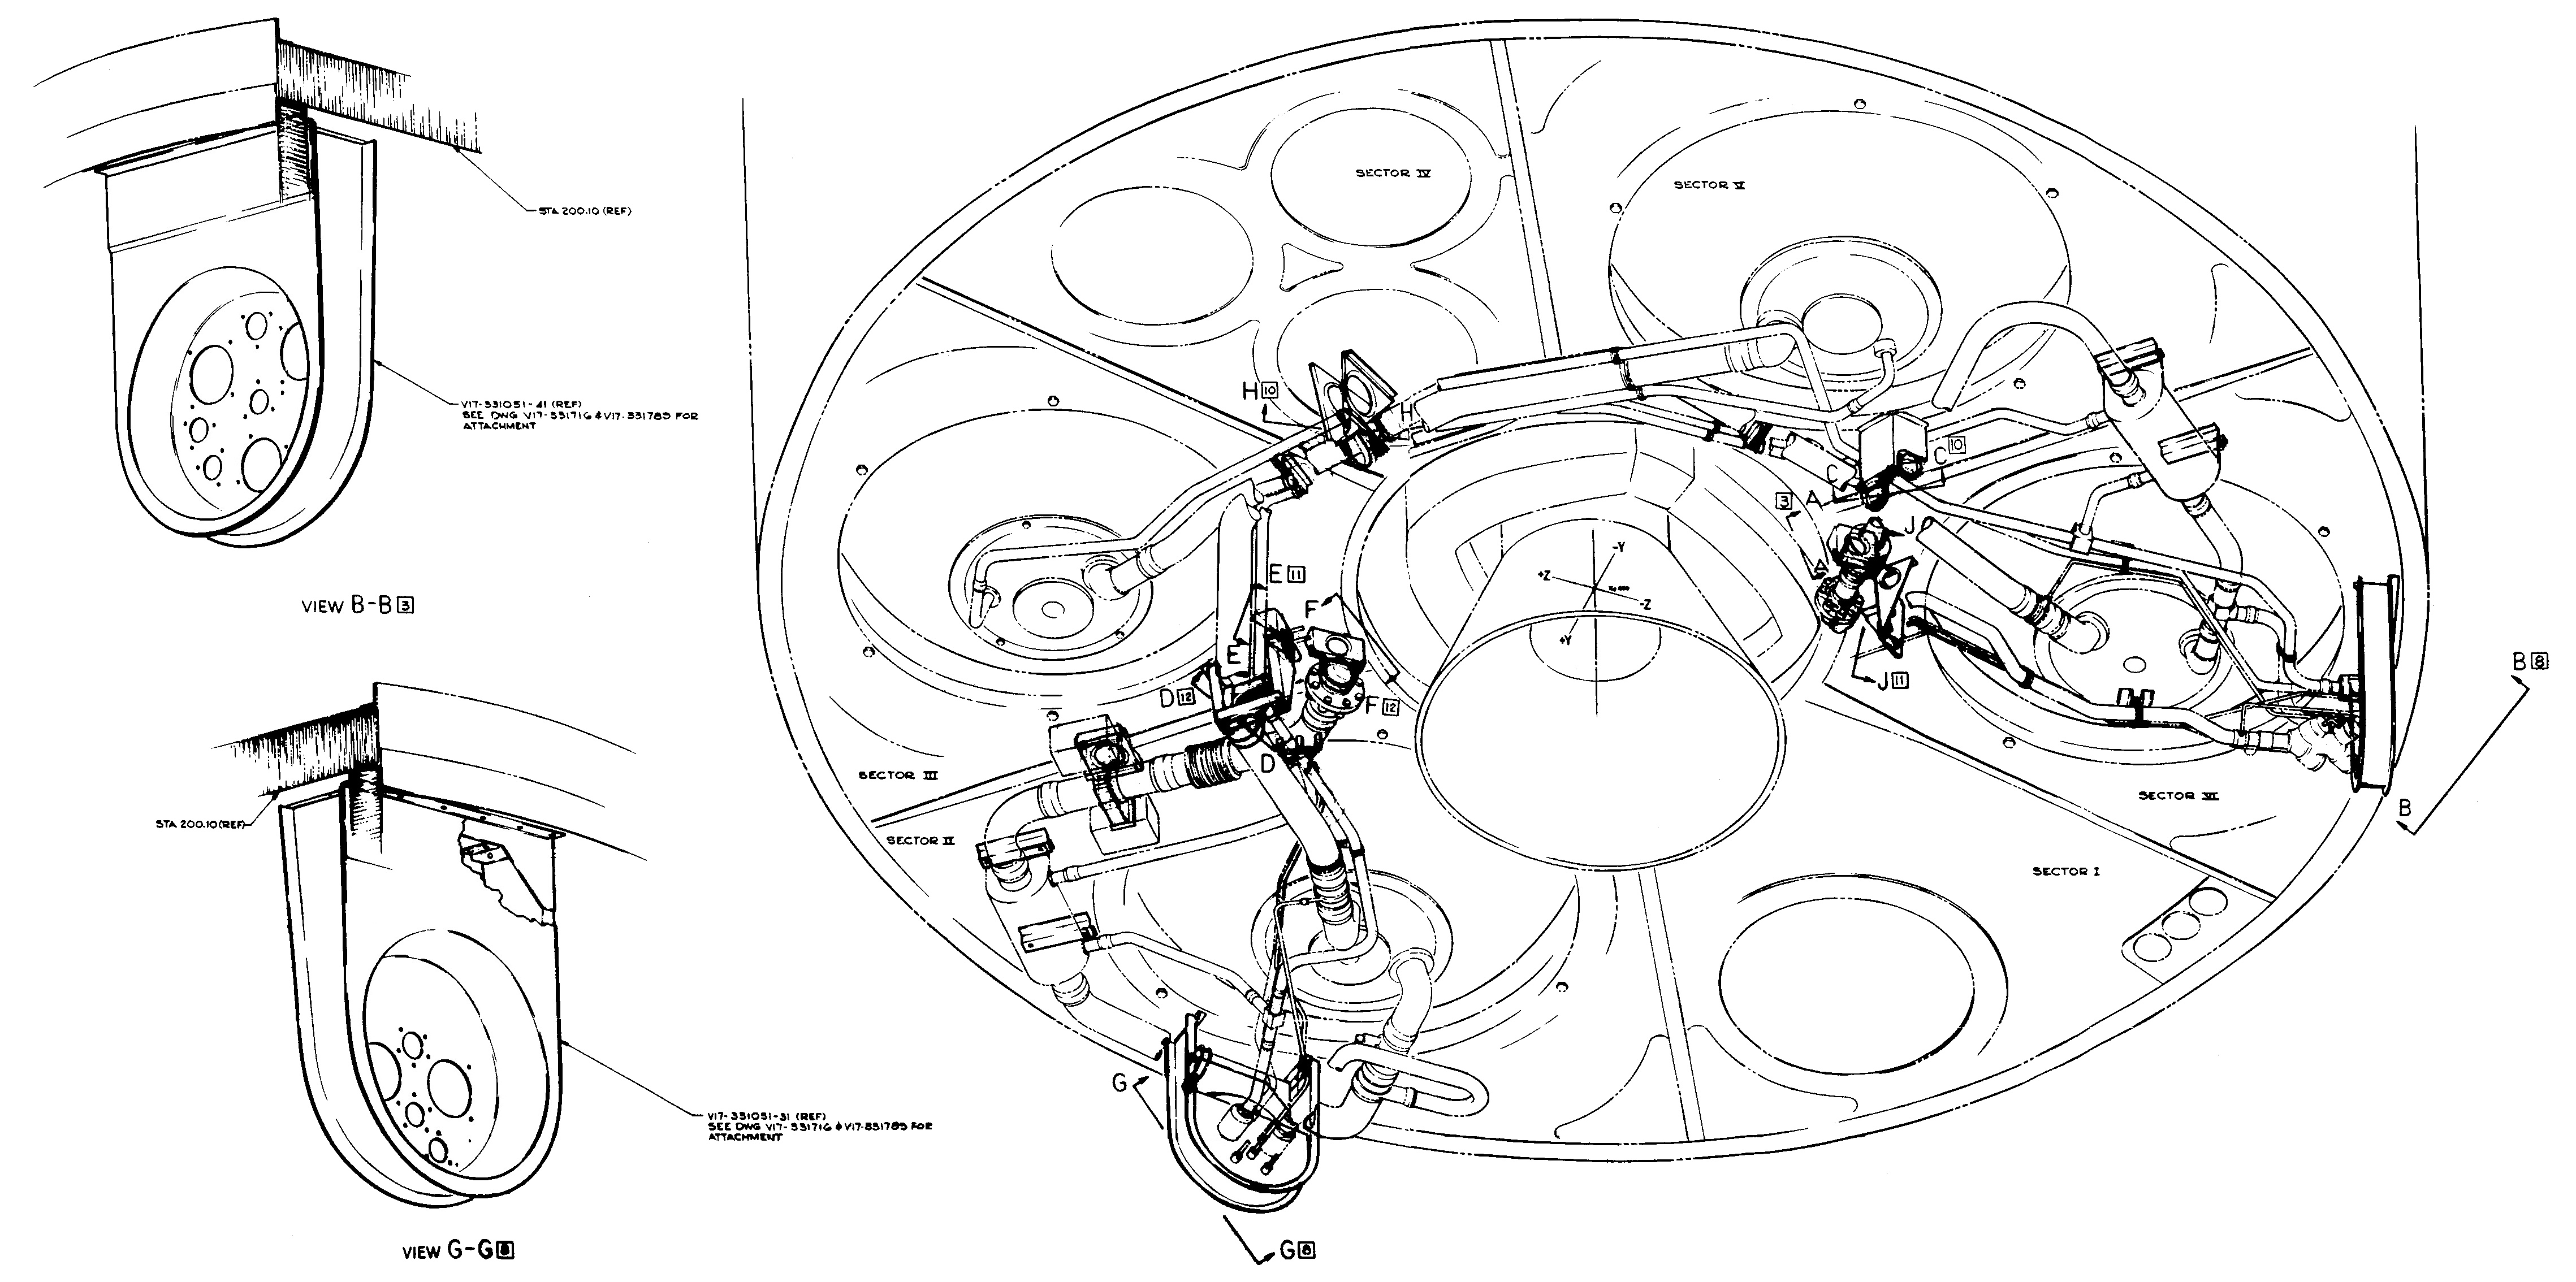 STA 200.10 (REF)
V17-331051-41 (REF)
SEE DWG V17-331716 & V17-331785 FOR
ATTACHMENT
VIEW B-B 3
STA 200.10 (REF)
V17-331051-31 (REF)
SEE DWG V17-331716 & V17-331785 FOR
ATTACHMENT
VIEW G-G
SECTOR IV
SECTOR V
H 10
H
C
C 10
3 A
A
J
J 11
-Y
+Z
-Z
+Y
E 11
E
F
F 12
D 12
D
SECTOR III
SECTOR II
SECTOR VI
SECTOR I
B 8
B
G
G 8